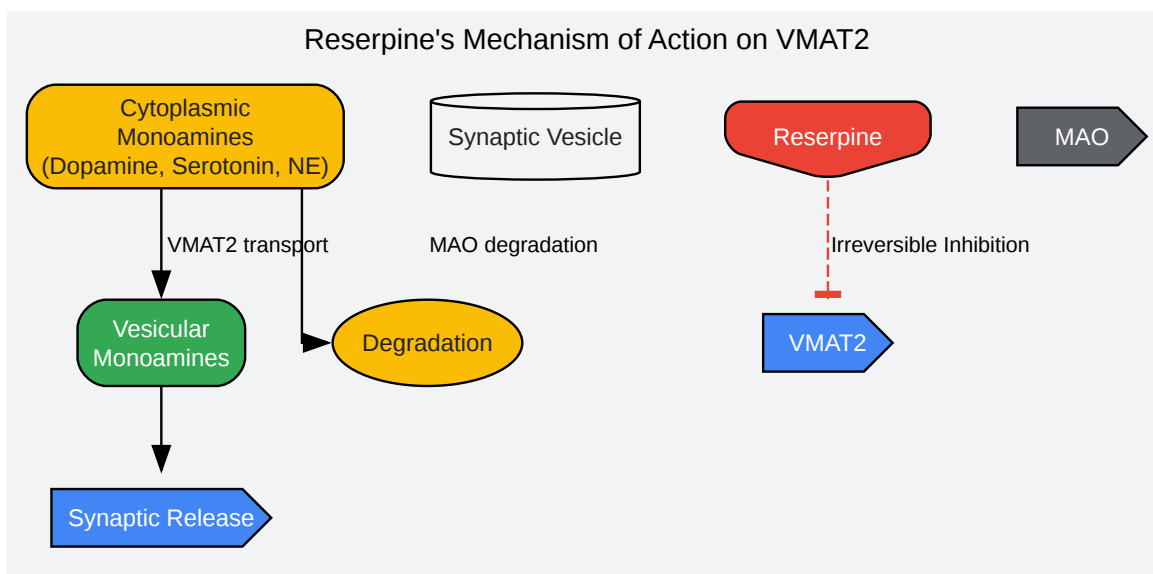 Reserpine's Mechanism of Action on VMAT2
Cytoplasmic
Monoamines
(Dopamine, Serotonin, NE)
Synaptic Vesicle
Reserpine
MAO
VMAT2 transport
MAO degradation
Irreversible Inhibition
Vesicular
Monoamines
Degradation
VMAT2
Synaptic Release